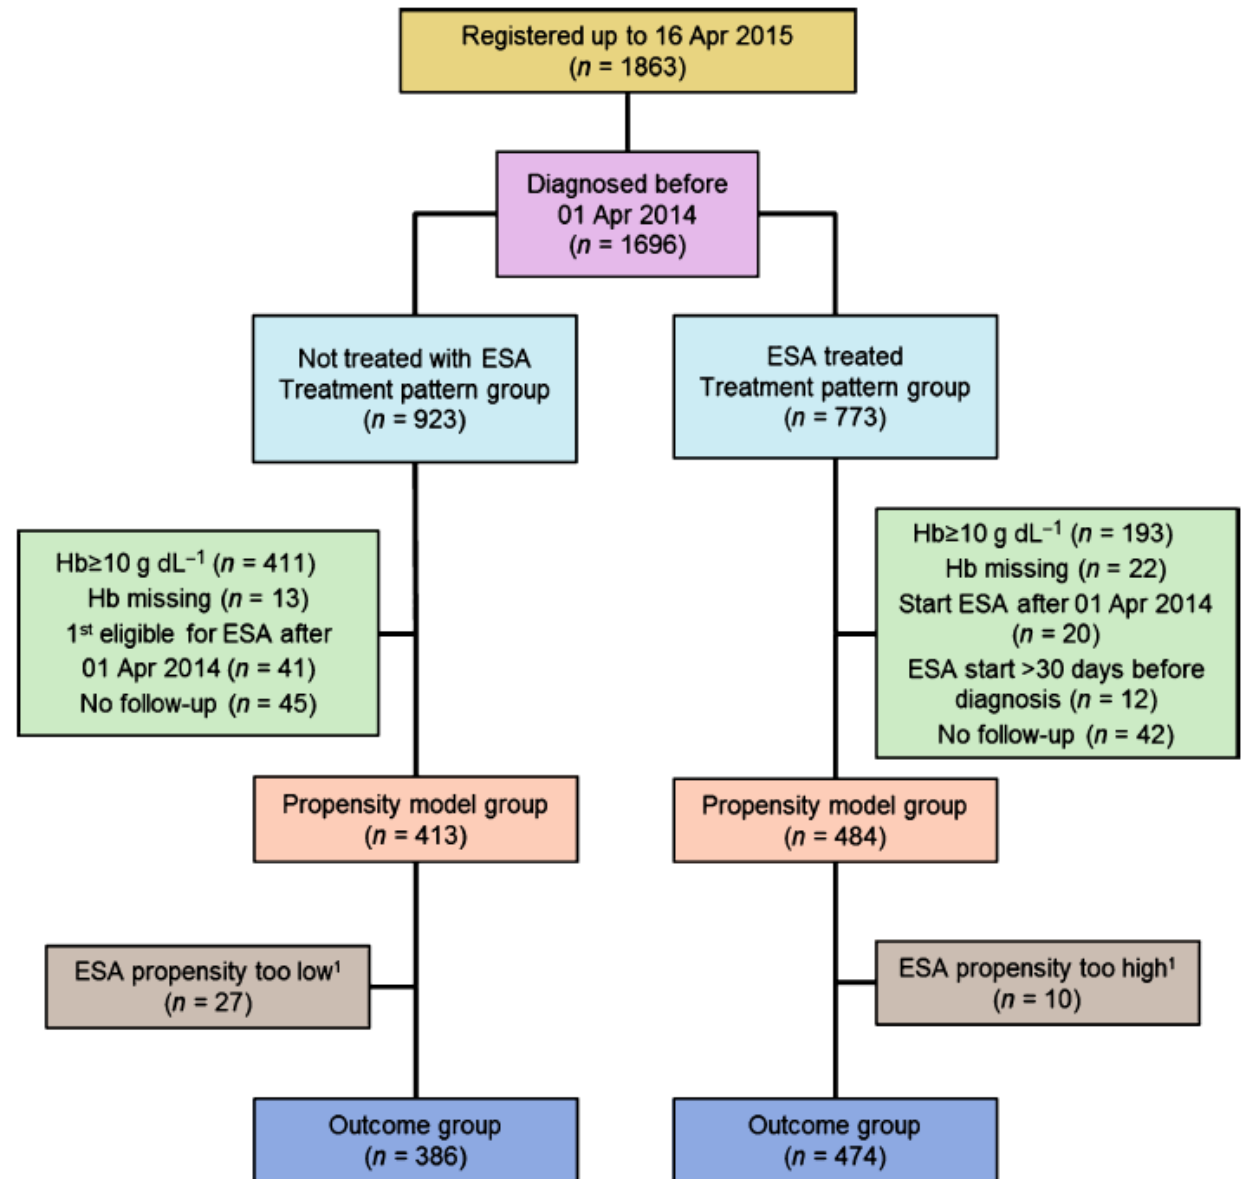 Registered up to 16 Apr 2015
(n = 1863)
Diagnosed before
01 Apr 2014
(n = 1696)
Not treated with ESA
Treatment pattern group
(n = 923)
ESA treated
Treatment pattern group
(n = 773)
Hb≥10 g dL⁻¹ (n = 411)
Hb missing (n = 13)
1ˢᵗ eligible for ESA after
01 Apr 2014 (n = 41)
No follow-up (n = 45)
Hb≥10 g dL⁻¹ (n = 193)
Hb missing (n = 22)
Start ESA after 01 Apr 2014
(n = 20)
ESA start >30 days before
diagnosis (n = 12)
No follow-up (n = 42)
Propensity model group
(n = 413)
Propensity model group
(n = 484)
ESA propensity too low¹
(n = 27)
ESA propensity too high¹
(n = 10)
Outcome group
(n = 386)
Outcome group
(n = 474)